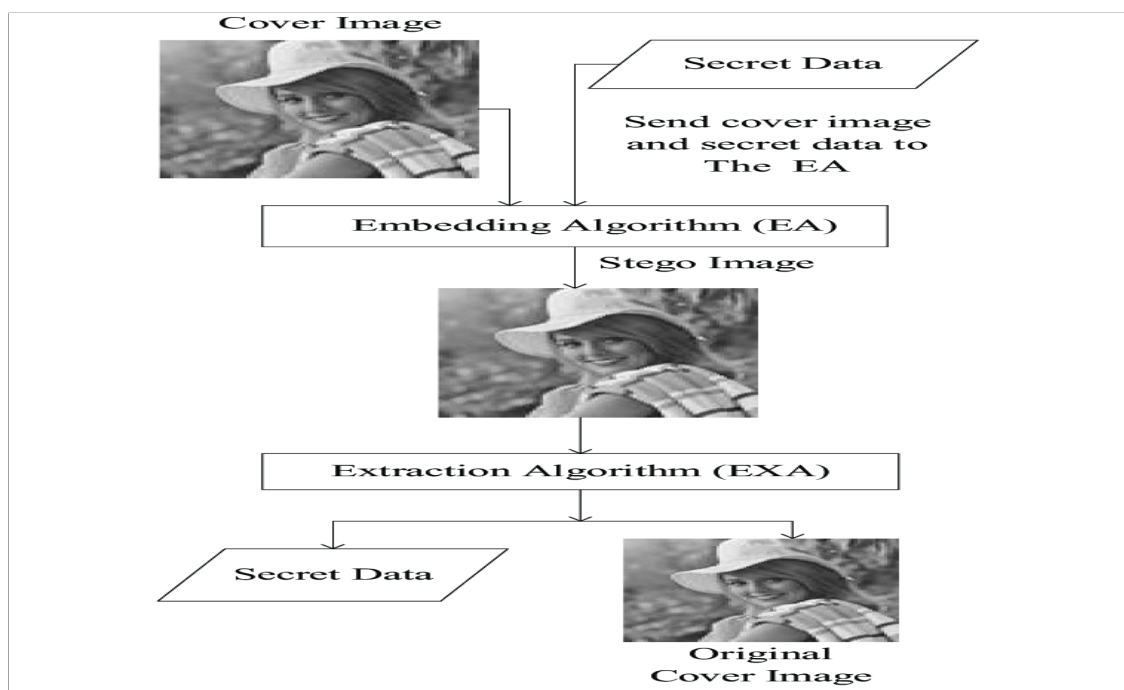 Cover Image
Secret Data
Send cover image
and secret data to
The EA
Embedding Algorithm (EA)
Stego Image
Extraction Algorithm (EXA)
Secret Data
Original
Cover Image